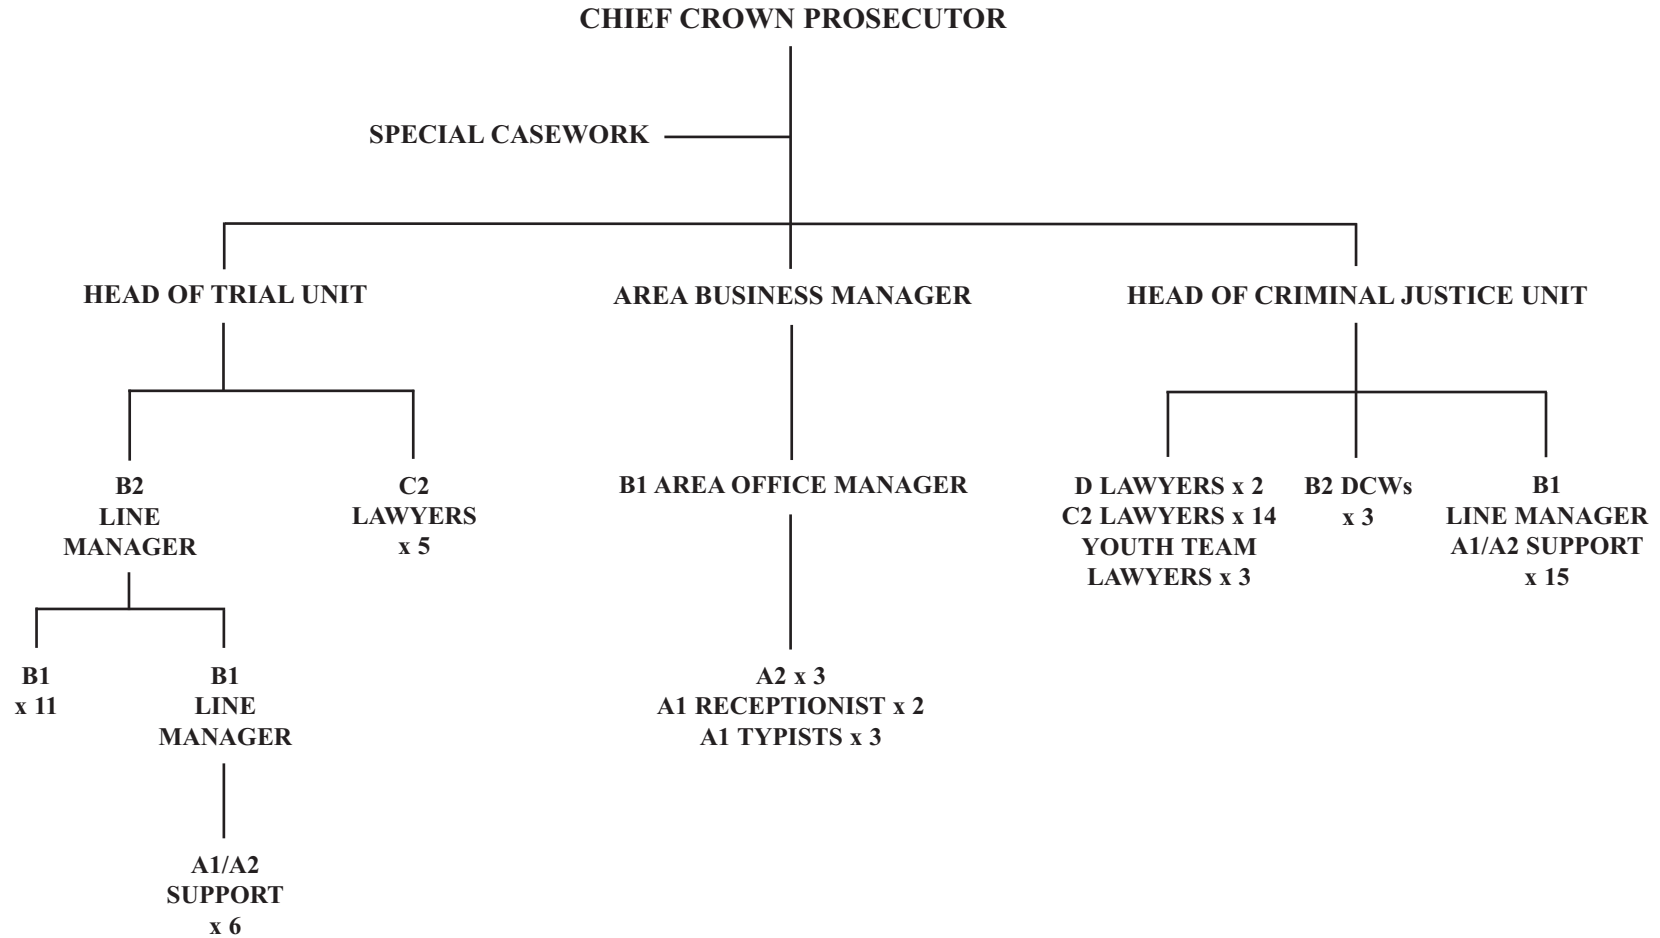 CHIEF CROWN PROSECUTOR
SPECIAL CASEWORK
HEAD OF TRIAL UNIT
AREA BUSINESS MANAGER
HEAD OF CRIMINAL JUSTICE UNIT
B2
LINE
MANAGER
C2
LAWYERS
x 5
B1 AREA OFFICE MANAGER
D LAWYERS x 2
C2 LAWYERS x 14
YOUTH TEAM
LAWYERS x 3
B2 DCWs
x 3
B1
LINE MANAGER
A1/A2 SUPPORT
x 15
B1
x 11
B1
LINE
MANAGER
A2 x 3
A1 RECEPTIONIST x 2
A1 TYPISTS x 3
A1/A2
SUPPORT
x 6